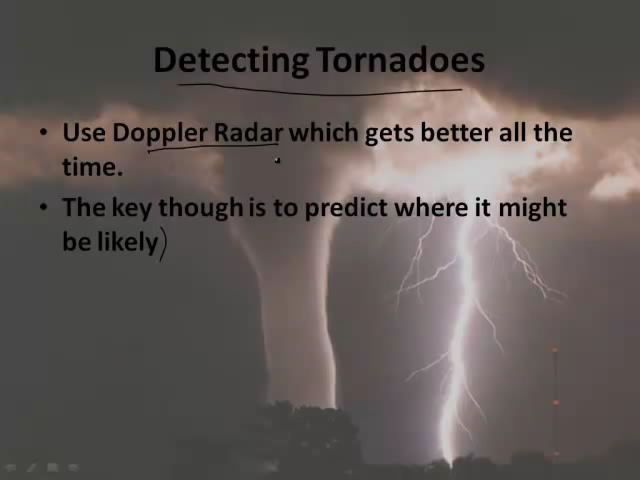 Detecting Tornadoes
• Use Doppler Radar which gets better all the
time.
• The key though is to predict where it might
be likely)